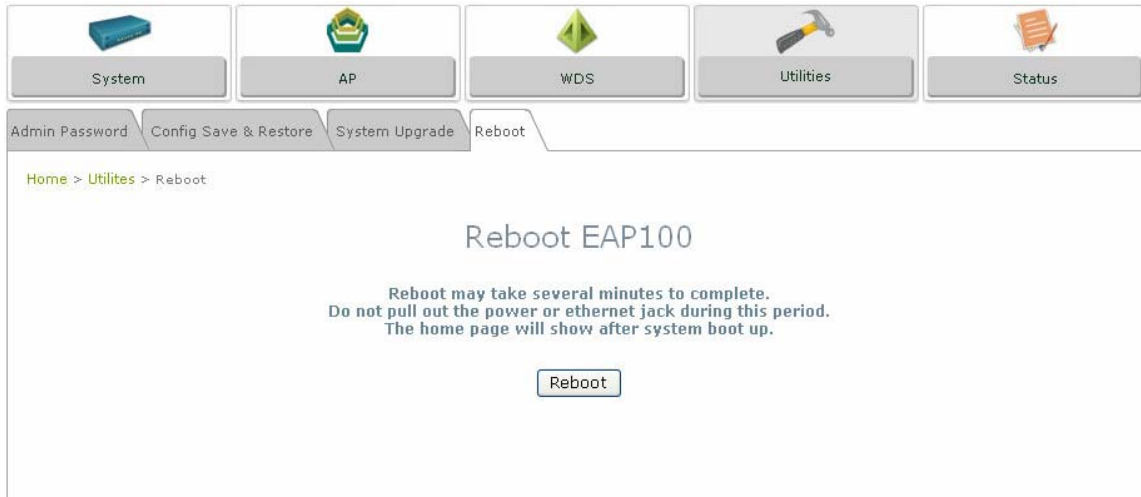 System
AP
WDS
Utilities
Status
Admin Password
Config Save & Restore
System Upgrade
Reboot
Home > Utilites > Reboot
Reboot EAP100
Reboot may take several minutes to complete.
Do not pull out the power or ethernet jack during this period.
The home page will show after system boot up.
Reboot